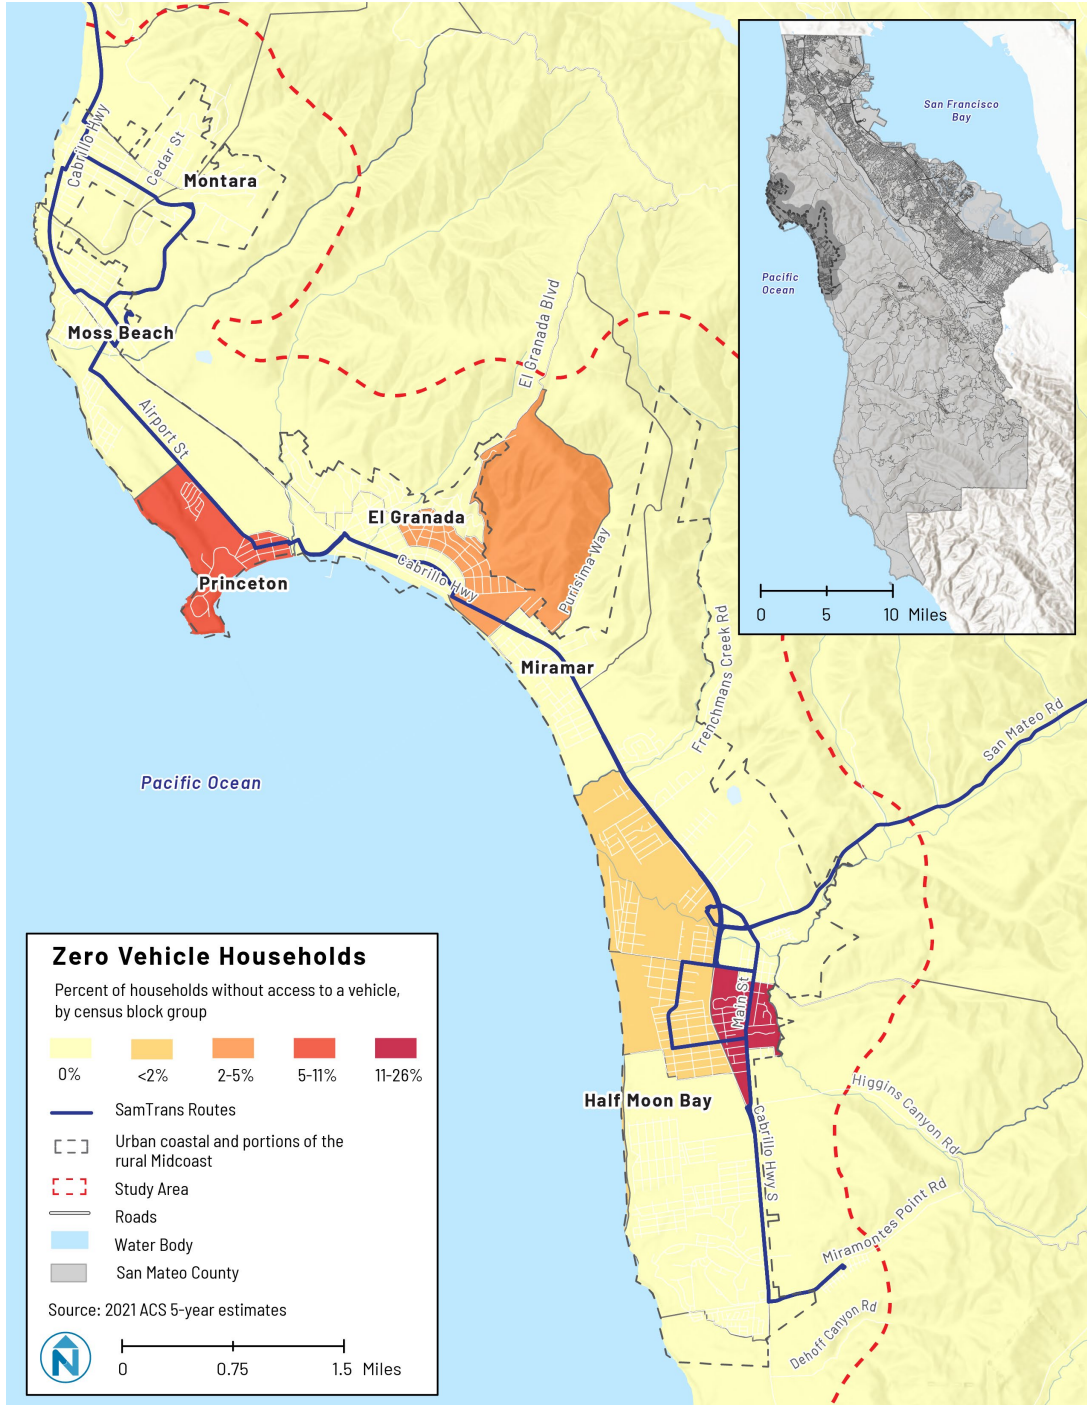 Cabrillo Hwy
Cedar St
Montara
Moss Beach
Airport St
El Granada Blvd
El Granada
Cabrillo Hwy
Princeton
Purisima Way
Miramar
Frenchmans Creek Rd
San Mateo Rd
Pacific Ocean
Main St
Half Moon Bay
Higgins Canyon Rd
Cabrillo Hwy S
Miramontes Point Rd
Dehoff Canyon Rd
San Francisco
Bay
Pacific
Ocean
0 5 10 Miles
Zero Vehicle Households
Percent of households without access to a vehicle,
by census block group
0% <2% 2-5% 5-11% 11-26%
SamTrans Routes
Urban coastal and portions of the
rural Midcoast
Study Area
Roads
Water Body
San Mateo County
Source: 2021 ACS 5-year estimates
N
0 0.75 1.5 Miles